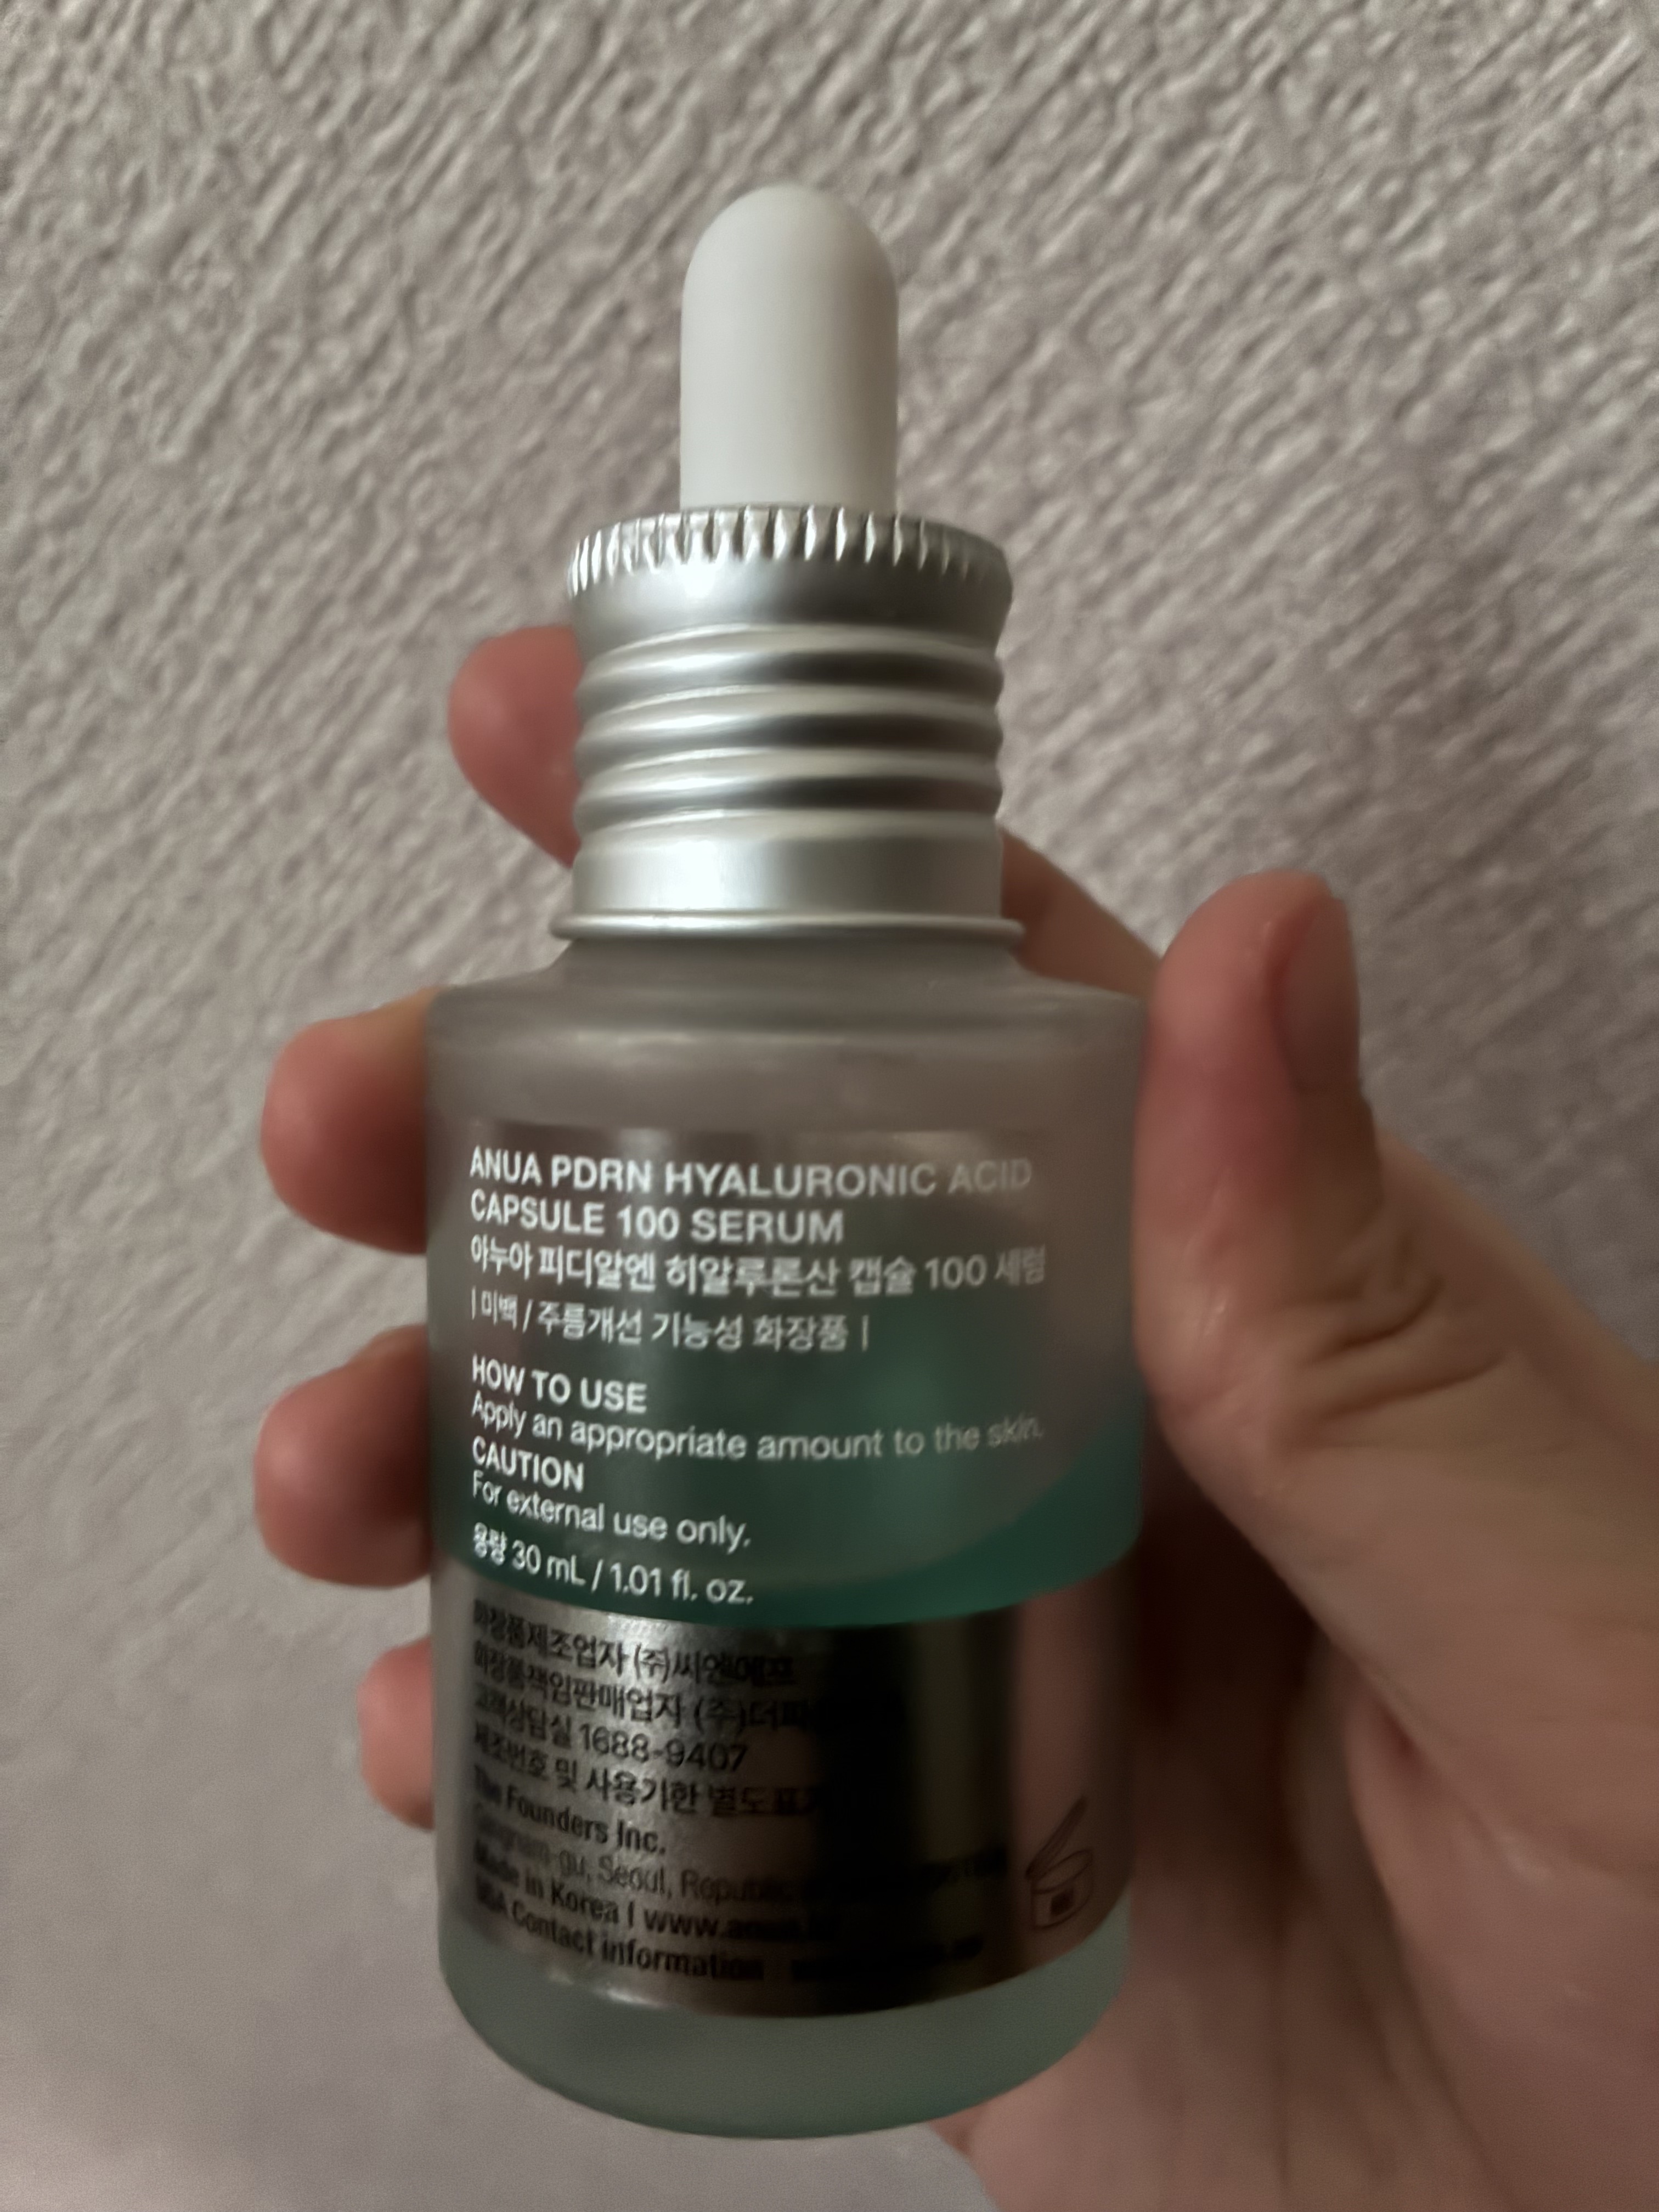 ANUA PDRN HYALURONIC ACID
CAPSULE 100 SERUM
아누아 피디알엔 히알루론산 캡슐 100 세럼
| 미백 / 주름개선 기능성 화장품 |
HOW TO USE
Apply an appropriate amount to the skin.
CAUTION
For external use only.
용량 30 mL / 1.01 fl. oz.
화장품제조업자 (주)씨엔에프
화장품책임판매업자 (주)
고객상담실 1688-9407
제조번호 및 사용기한 별도표기
The Founders Inc.
Gangnam-gu, Seoul, Republic
Made in Korea | www.anua.kr
USA Contact information :